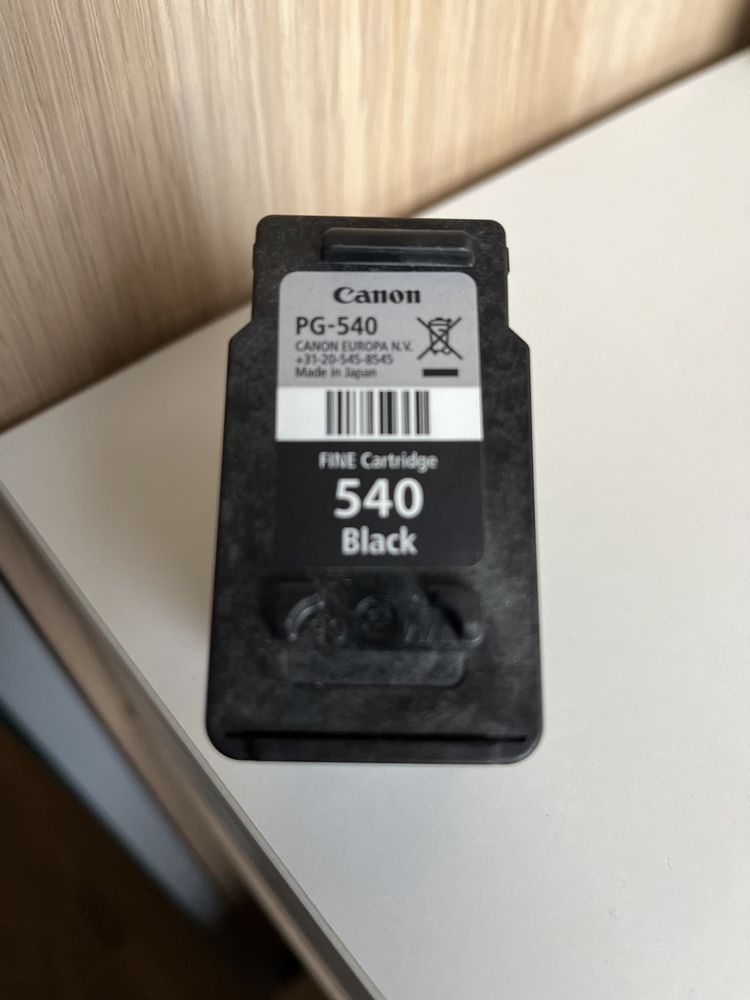 Canon
PG-540
CANON EUROPA N.V.
+31-20-545-8545
Made in Japan
FINE Cartridge
540
Black